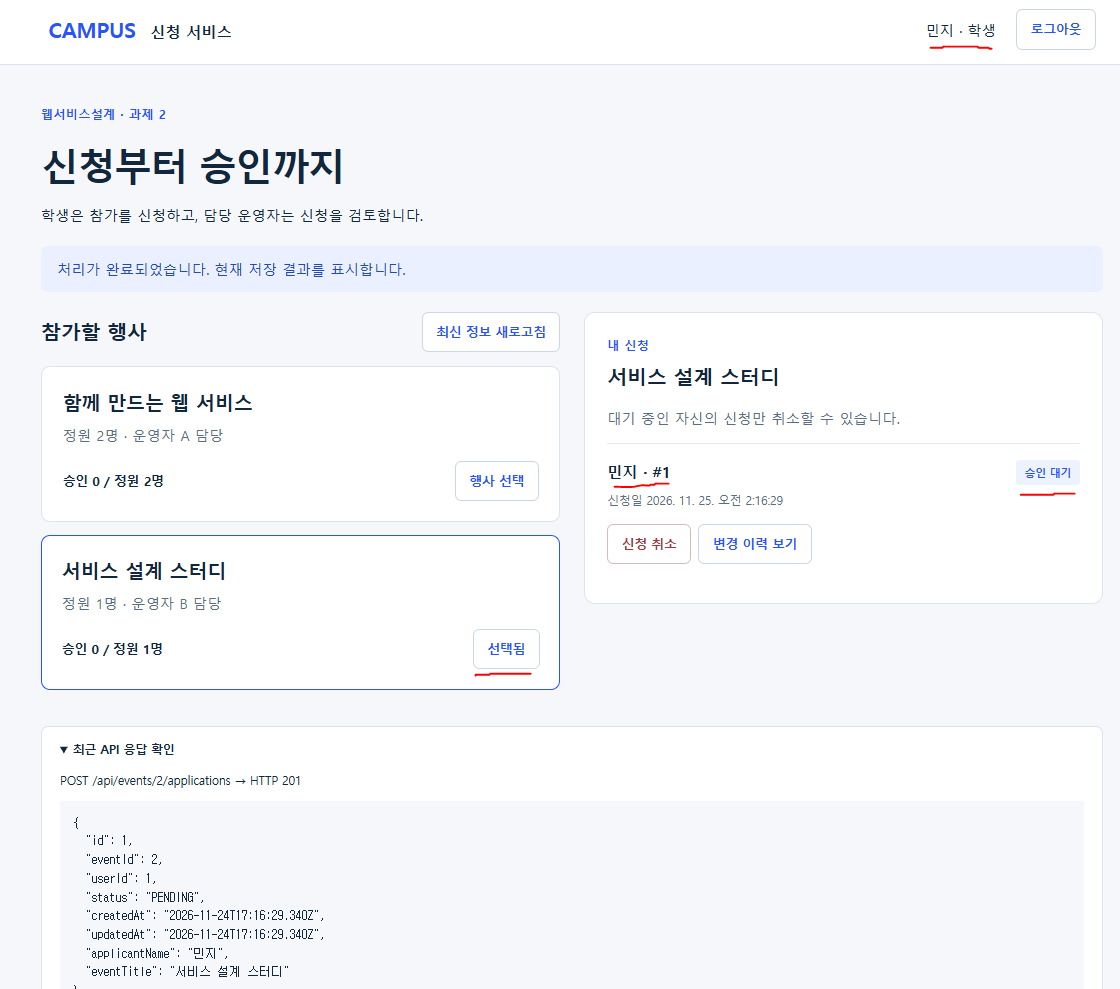 CAMPUS 신청 서비스
민지 · 학생
로그아웃
웹서비스설계 · 과제 2
신청부터 승인까지
학생은 참가를 신청하고, 담당 운영자는 신청을 검토합니다.
처리가 완료되었습니다. 현재 저장 결과를 표시합니다.
참가할 행사
최신 정보 새로고침
함께 만드는 웹 서비스
정원 2명 · 운영자 A 담당
승인 0 / 정원 2명
행사 선택
서비스 설계 스터디
정원 1명 · 운영자 B 담당
승인 0 / 정원 1명
선택됨
내 신청
서비스 설계 스터디
대기 중인 자신의 신청만 취소할 수 있습니다.
민지 · #1
승인 대기
신청일 2026. 11. 25. 오전 2:16:29
신청 취소
변경 이력 보기
▼ 최근 API 응답 확인
POST /api/events/2/applications → HTTP 201
{
"id": 1,
"eventId": 2,
"userId": 1,
"status": "PENDING",
"createdAt": "2026-11-24T17:16:29.340Z",
"updatedAt": "2026-11-24T17:16:29.340Z",
"applicantName": "민지",
"eventTitle": "서비스 설계 스터디"
}